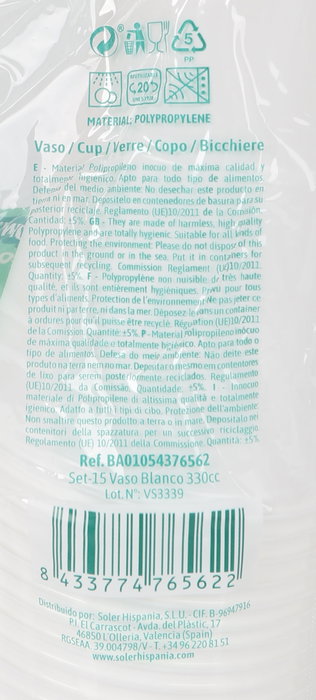 5
PP
20
MATERIAL: POLYPROPYLENE
Vaso / Cup / Verre / Copo / Bicchiere
E - Material Polipropileno inocuo de máxima calidad y
totalmente higiénico. Apto para todo tipo de alimentos.
Defensa del medio ambiente: No desechar este producto en
tierra ni en mar. Depositelo en contenedores de basura para su
posterior reciclaje. Reglamento (UE)10/2011 de la Comisión.
Cantidad: ±5%. GB - They are made of harmless, high quality
Polypropylene and are totally hygienic. Suitable for all kinds of
food. Protecting the environment: Please do not dispose of this
product in the ground or in the sea. Put it in containers for
subsequent recycling. Commission Reglament (UE)10/2011.
Quantity: ±5%. F - Polypropylène non nuisible de très haute
qualité, et ils sont entièrement hygiéniques. Prévu pour tous
types d'aliments. Protection de l'environnement: Ne pas jeter ce
produit ni par terre, ni dans la mer. Déposez-le dans un container
à ordures pour qu'il puisse être recyclé. Régulation (UE)10/2011
de la Comission. Quantité: ±5%. P - Material polipropileno inócuo
de máxima qualidade e totalmente higiénico. Apto para todo o
tipo de alimentos. Defesa do meio ambiente: Não deite este
produto na terra nem no mar. Depositar o mesmo em contentores
de lixo para serem posteriormente reciclados. Regulamento
(UE)10/2011 da Comissão. Quantidade: ±5%. I - Innocuo
materiale di Polipropilene di altissima qualità e totalmente
igienico. Adatto a tutti i tipi di cibo. Protezione dell'ambiente:
Non smaltire questo prodotto a terra o in mare. Depositalo nei
contenitori della spazzatura per un successivo riciclaggio.
Regolamento (UE) 10/2011 della Commissione. Quantità: ±5%
Ref. BA01054376562
Set-15 Vaso Blanco 330cc
Lot. N°: VS3339
8 433774 765622
Distribuido por: Soler Hispania, S.L.U. - CIF. B-96947916
P.I. El Carrascot - Avda. del Plàstic, 17
46850 L'Olleria, Valencia (Spain)
RGSEAA. 39.004798/V - T. +34 96 220 81 51
www.solerhispania.com